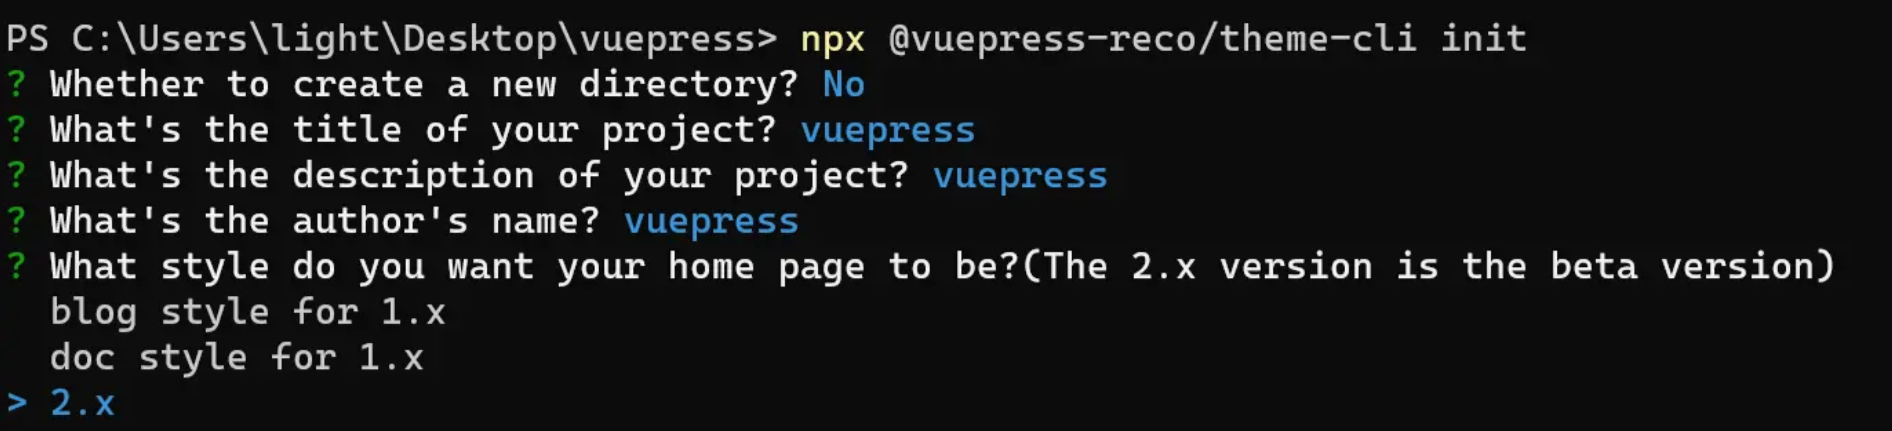 PS C:\Users\light\Desktop\vuepress> npx @vuepress-reco/theme-cli init
? Whether to create a new directory? No
? What's the title of your project? vuepress
? What's the description of your project? vuepress
? What's the author's name? vuepress
? What style do you want your home page to be?(The 2.x version is the beta version)
blog style for 1.x
doc style for 1.x
> 2.x